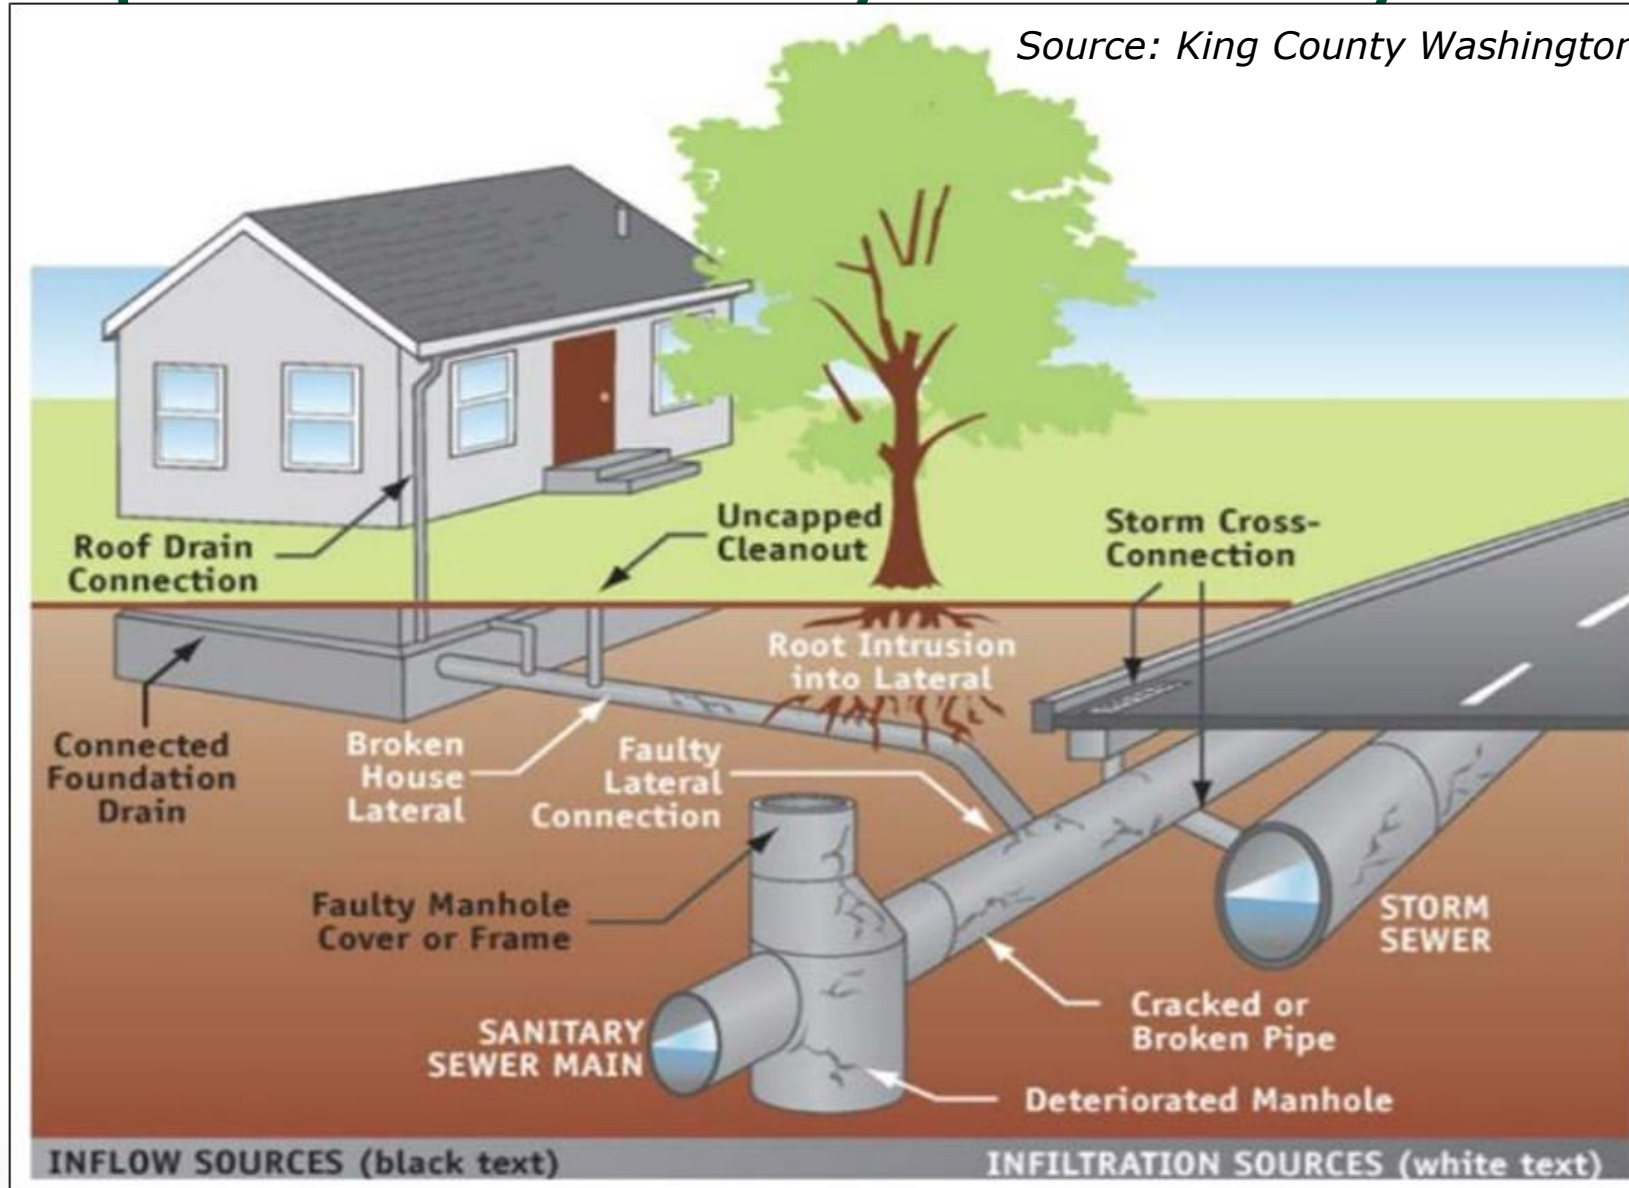 Source: King County Washington
Roof Drain
Connection
Uncapped
Cleanout
Storm Cross-
Connection
Root Intrusion
into Lateral
Connected
Foundation
Drain
Broken
House
Lateral
Faulty
Lateral
Connection
Faulty Manhole
Cover or Frame
STORM
SEWER
SANITARY
SEWER MAIN
Cracked or
Broken Pipe
Deteriorated Manhole
INFLOW SOURCES (black text)
INFILTRATION SOURCES (white text)